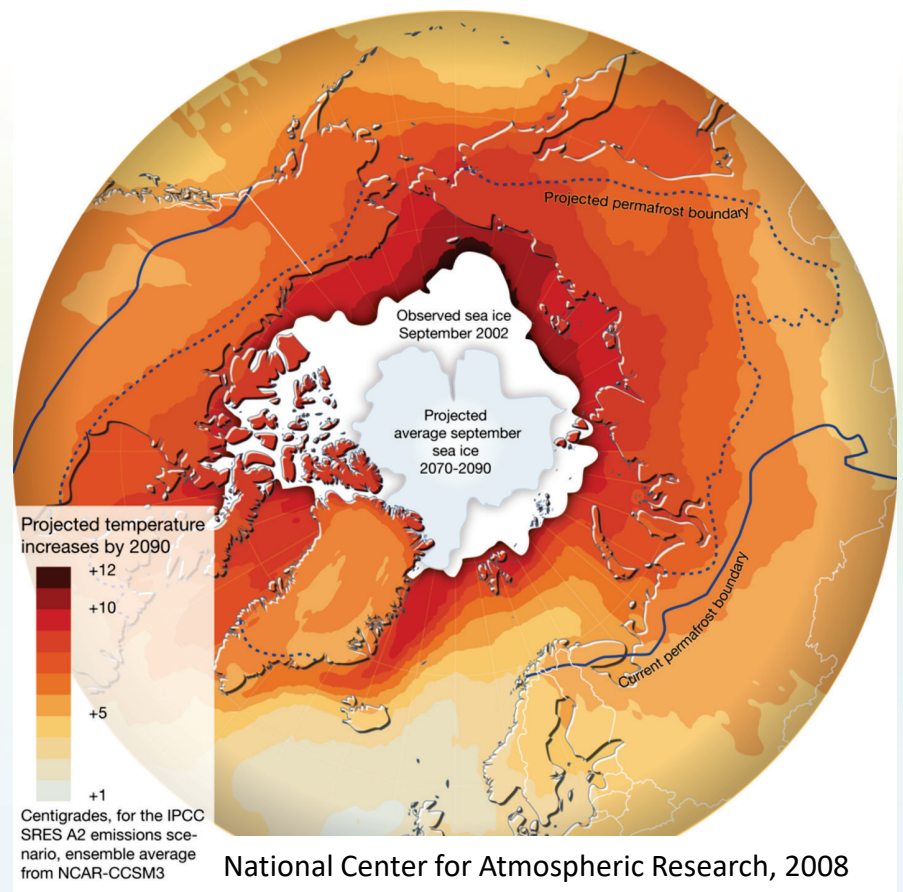 Projected permafrost boundary
Observed sea ice
September 2002
Projected
average september
sea ice
2070-2090
Current permafrost boundary
Projected temperature
increases by 2090
+12
+10
+5
+1
Centigrades, for the IPCC
SRES A2 emissions sce-
nario, ensemble average
from NCAR-CCSM3
National Center for Atmospheric Research, 2008